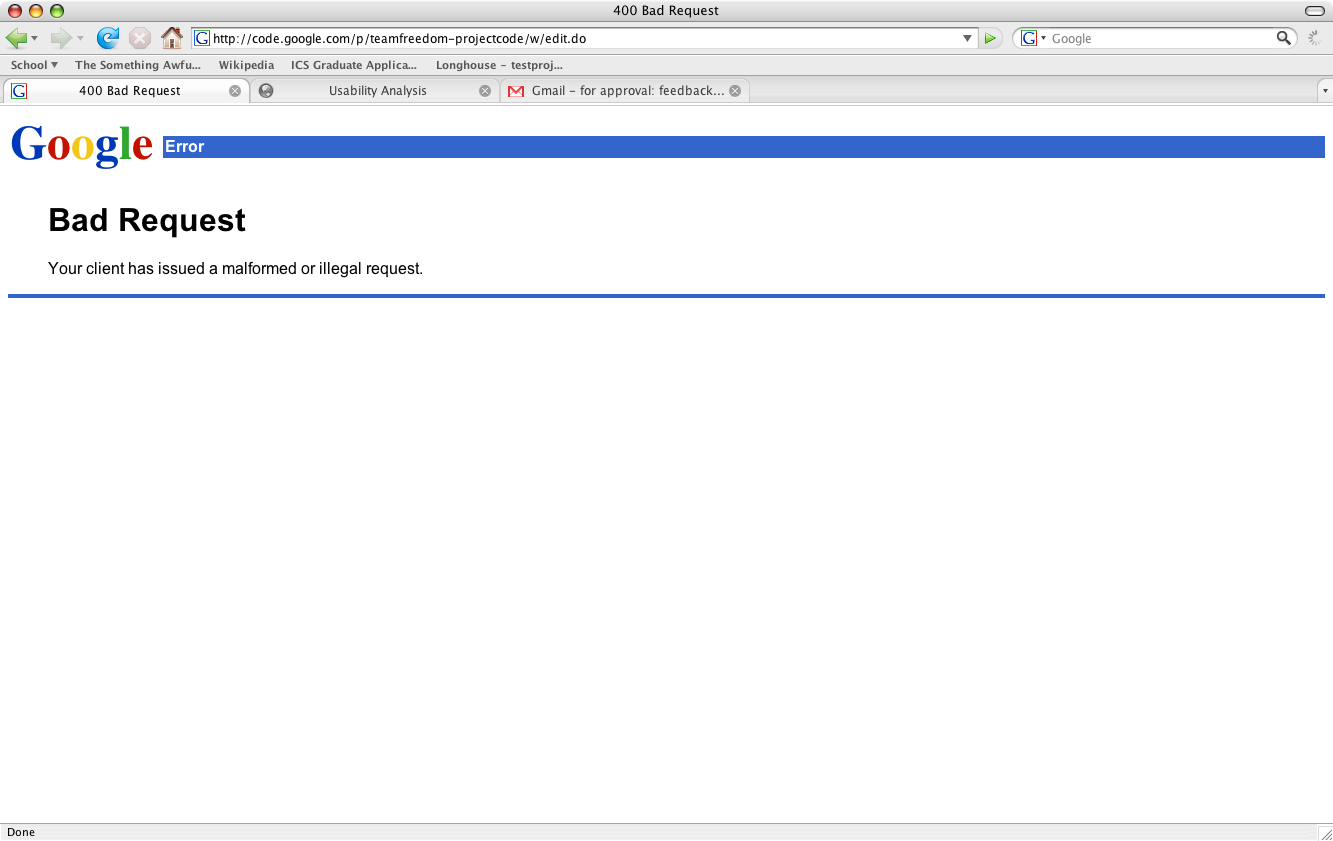 400 Bad Request
http://code.google.com/p/teamfreedom-projectcode/w/edit.do
Google
School The Something Awfu... Wikipedia ICS Graduate Applica... Longhouse – testproj...
400 Bad Request Usability Analysis Gmail – for approval: feedback...
Google Error
Bad Request
Your client has issued a malformed or illegal request.
Done